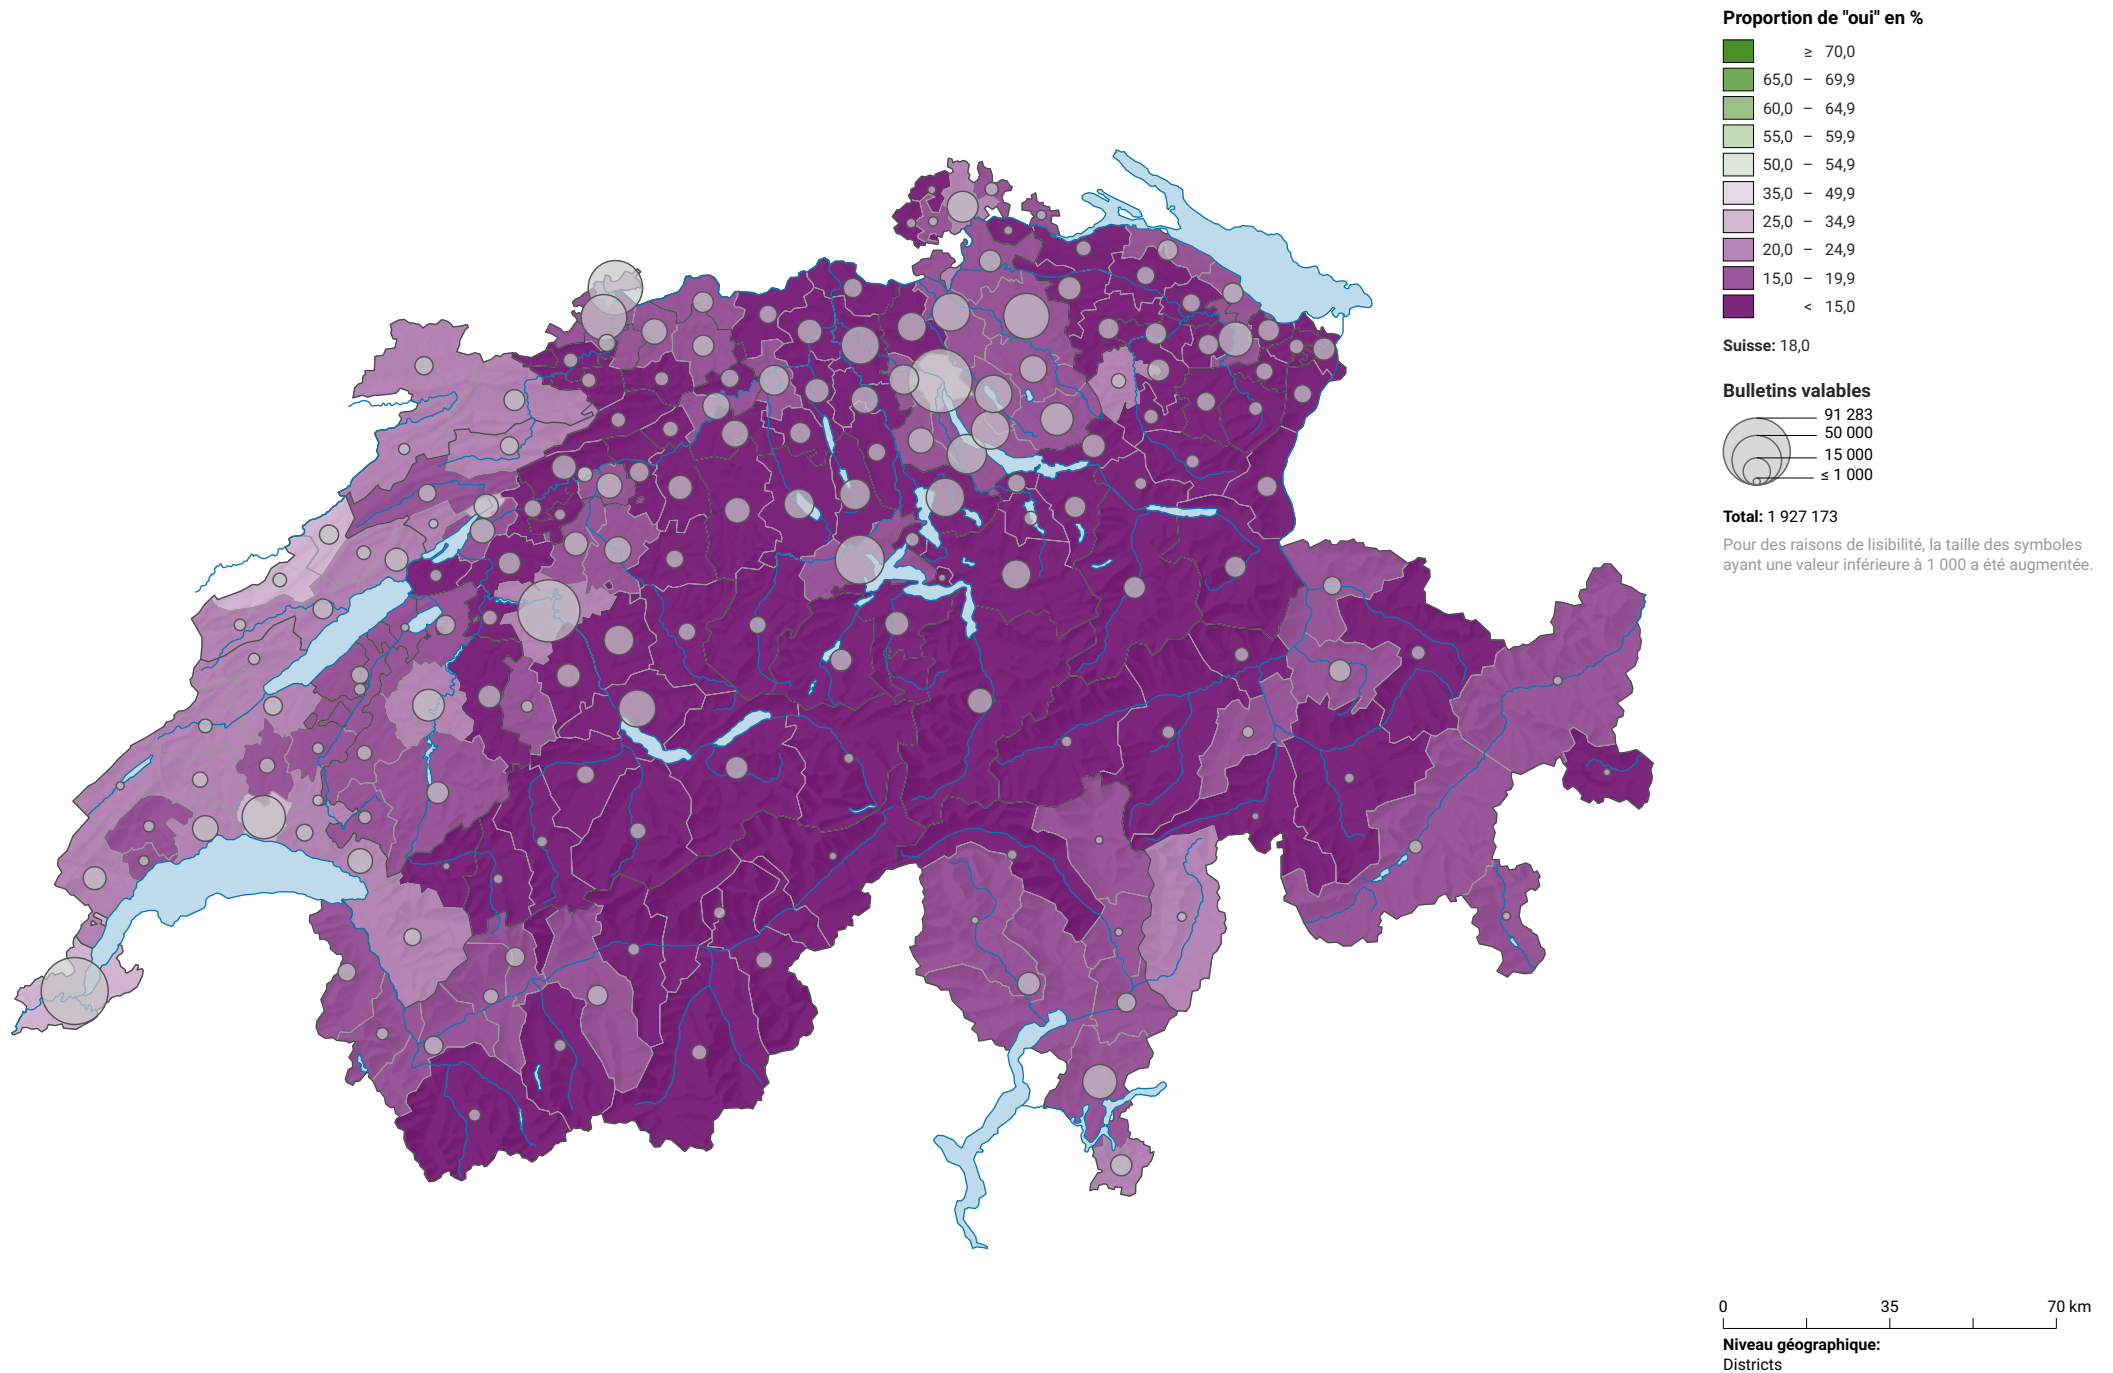 Proportion de "oui" en %
≥ 70,0
65,0 – 69,9
60,0 – 64,9
55,0 – 59,9
50,0 – 54,9
35,0 – 49,9
25,0 – 34,9
20,0 – 24,9
15,0 – 19,9
< 15,0
Suisse: 18,0
Bulletins valables
91 283
50 000
15 000
≤ 1 000
Total: 1 927 173
Pour des raisons de lisibilité, la taille des symboles
ayant une valeur inférieure à 1 000 a été augmentée.
0 35 70 km
Niveau géographique:
Districts